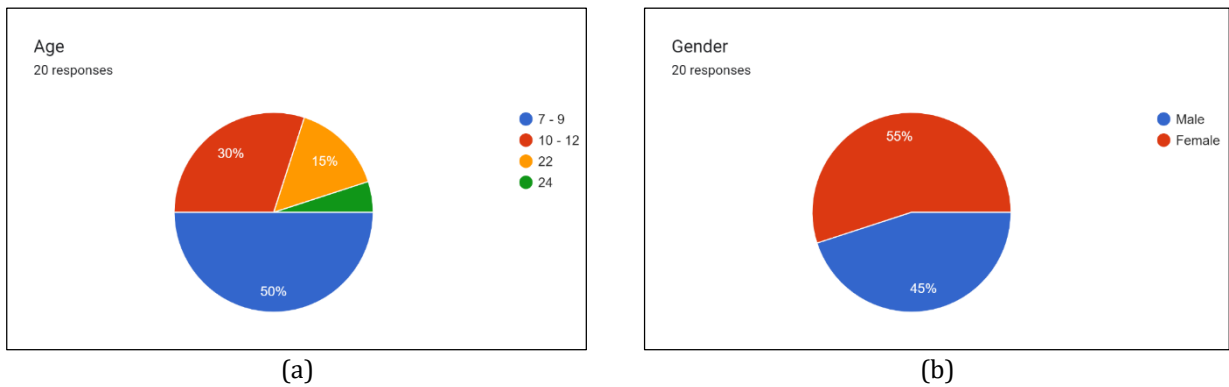 Age
20 responses
7 - 9
10 - 12
22
24
30%
15%
50%
(a)
Gender
20 responses
Male
Female
55%
45%
(b)